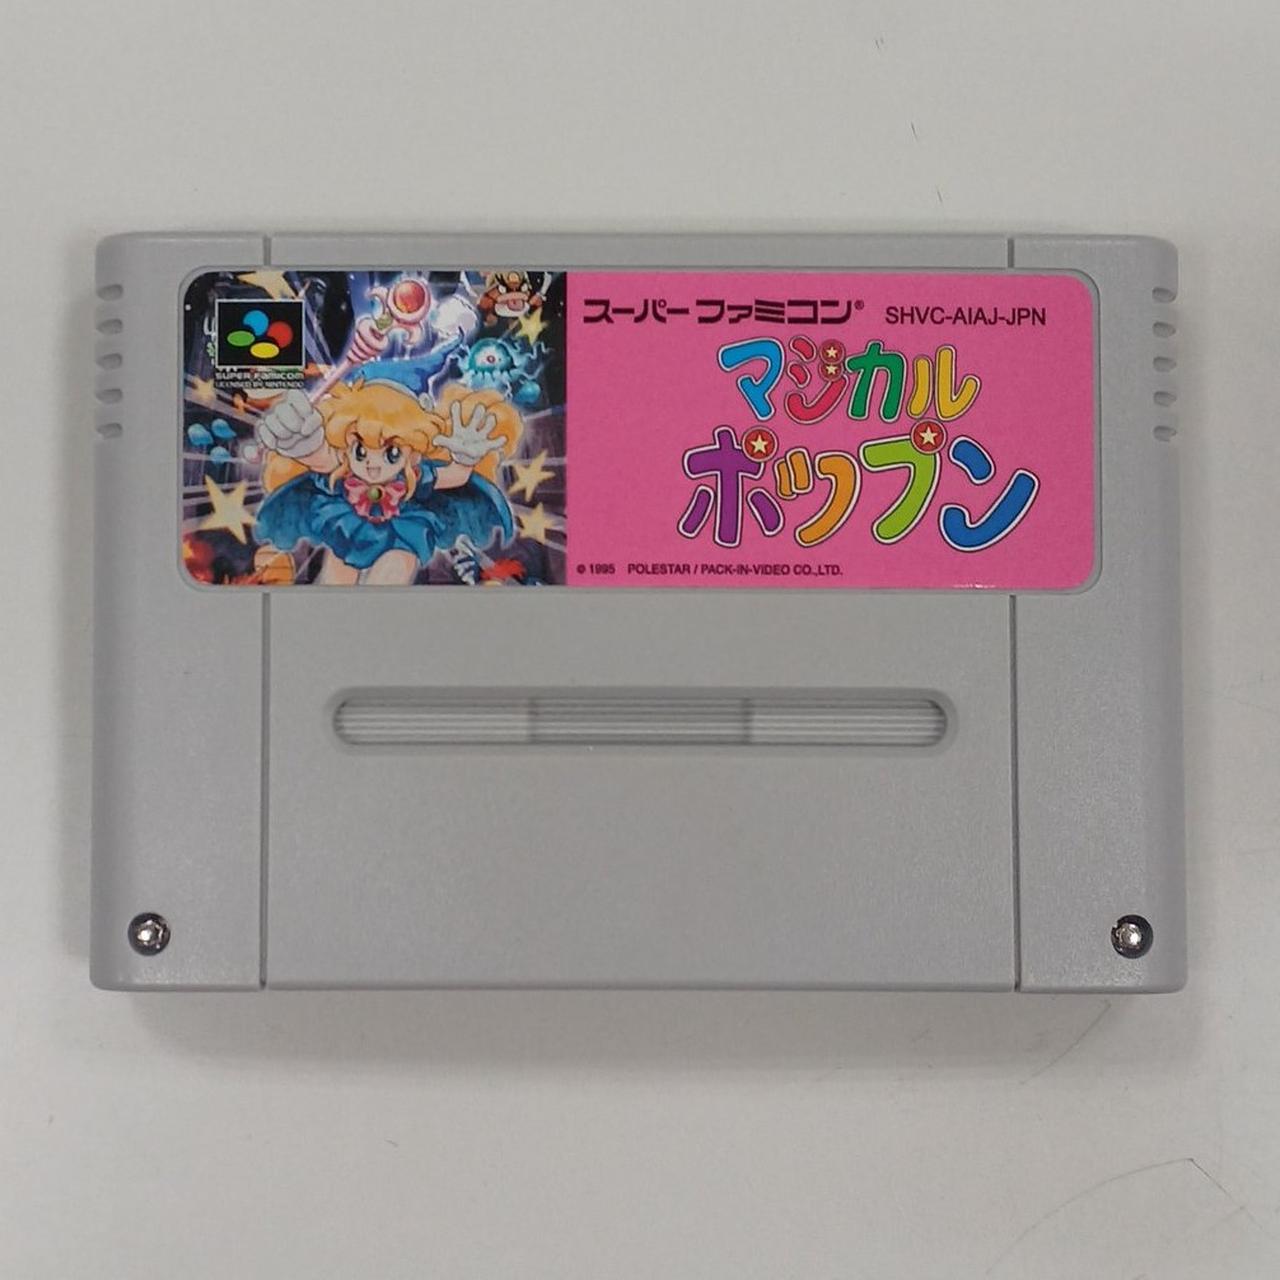 SUPER FAMICOM
LICENSED BY NINTENDO
スーパーファミコン® SHVC-AIAJ-JPN
マジカル
ポップン
© 1995 POLESTAR / PACK-IN-VIDEO CO.,LTD.